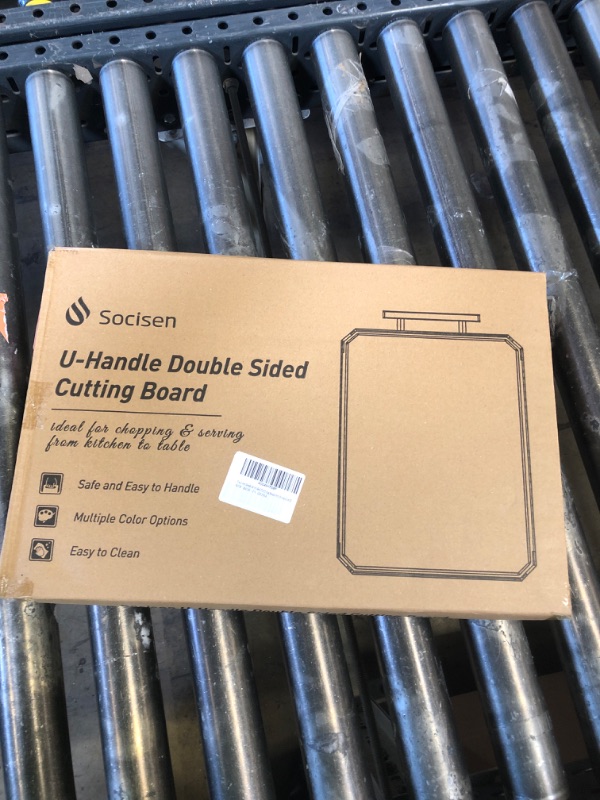 Socisen
U-Handle Double Sided
Cutting Board
ideal for chopping & serving
from kitchen to table
Safe and Easy to Handle
Multiple Color Options
Easy to Clean